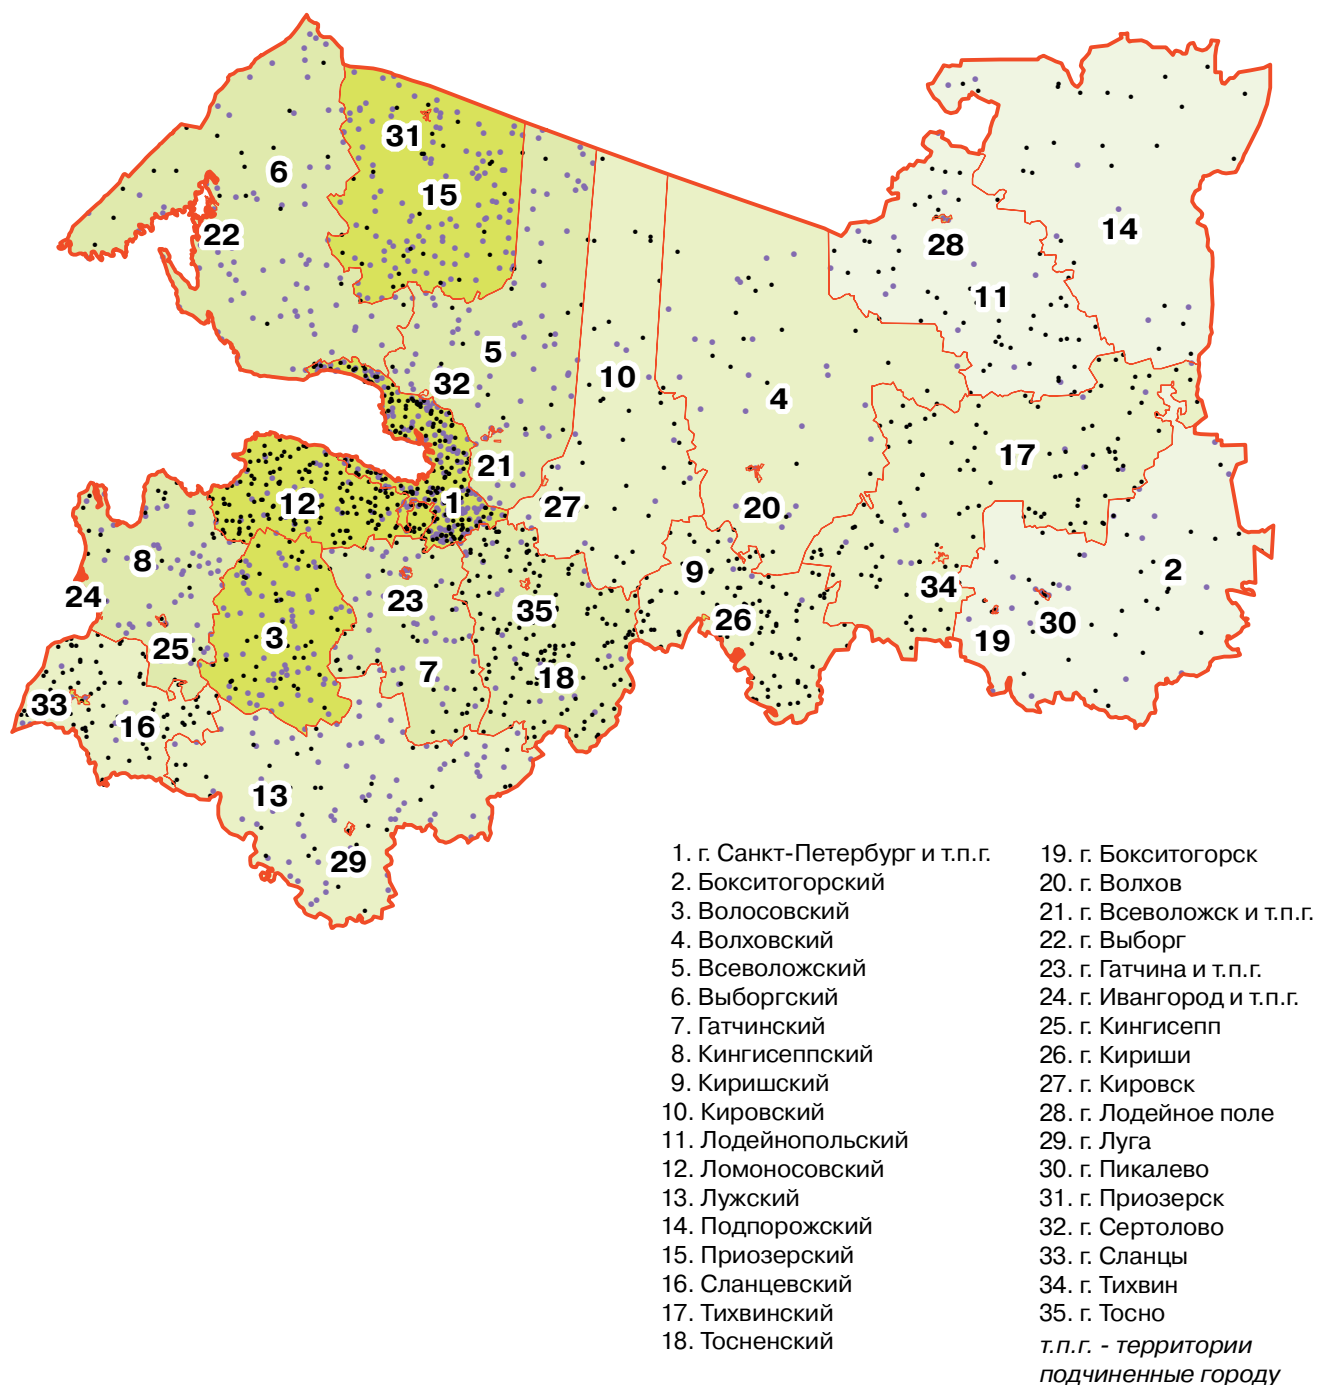 31
6
15
22
28
14
11
5
32
10
4
21
17
12
1
27
20
8
9
2
24
23
34
35
26
25
3
19
30
7
18
33
16
13
29
1. г. Санкт-Петербург и т.п.г.
2. Бокситогорский
3. Волосовский
4. Волховский
5. Всеволожский
6. Выборгский
7. Гатчинский
8. Кингисеппский
9. Киришский
10. Кировский
11. Лодейнопольский
12. Ломоносовский
13. Лужский
14. Подпорожский
15. Приозерский
16. Сланцевский
17. Тихвинский
18. Тосненский
19. г. Бокситогорск
20. г. Волхов
21. г. Всеволожск и т.п.г.
22. г. Выборг
23. г. Гатчина и т.п.г.
24. г. Ивангород и т.п.г.
25. г. Кингисепп
26. г. Кириши
27. г. Кировск
28. г. Лодейное поле
29. г. Луга
30. г. Пикалево
31. г. Приозерск
32. г. Сертолово
33. г. Сланцы
34. г. Тихвин
35. г. Тосно
т.п.г. - территории
подчиненные городу